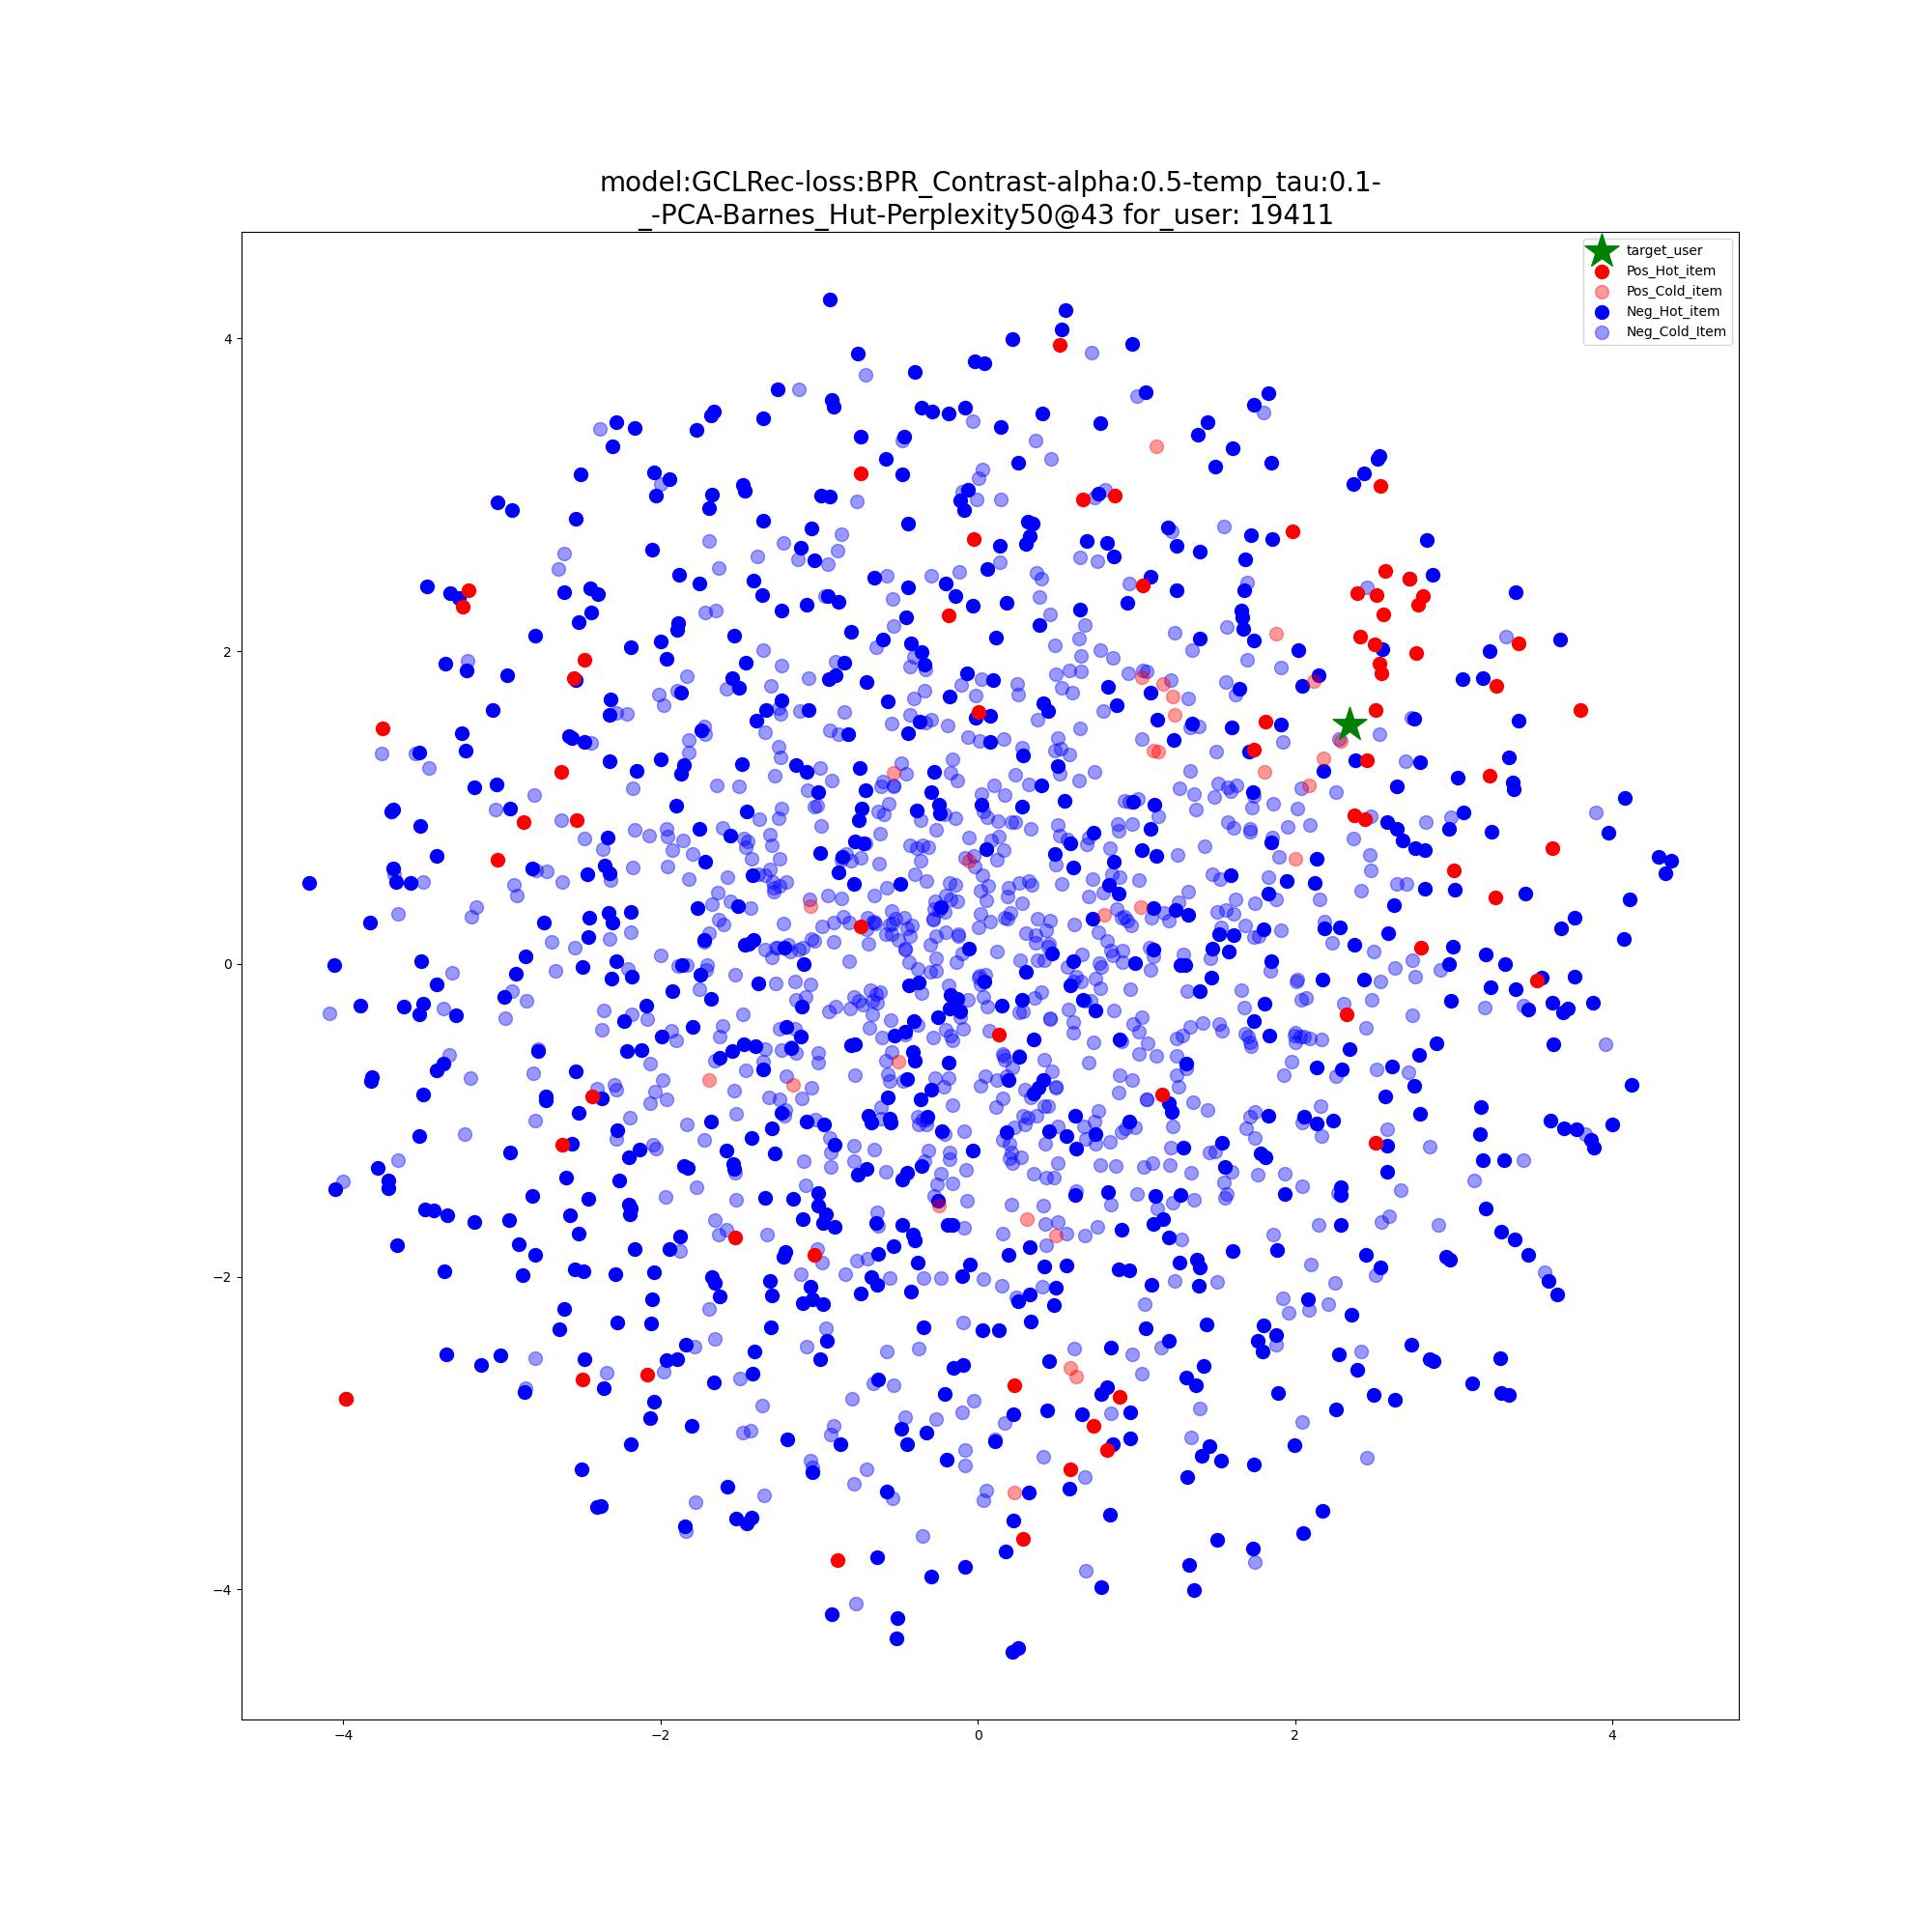 model:GCLRec-loss:BPR_Contrast-alpha:0.5-temp_tau:0.1-
_-PCA-Barnes_Hut-Perplexity50@43 for_user: 19411
target_user
Pos_Hot_item
Pos_Cold_item
Neg_Hot_item
Neg_Cold_Item
4
2
0
−2
−4
−4
−2
0
2
4